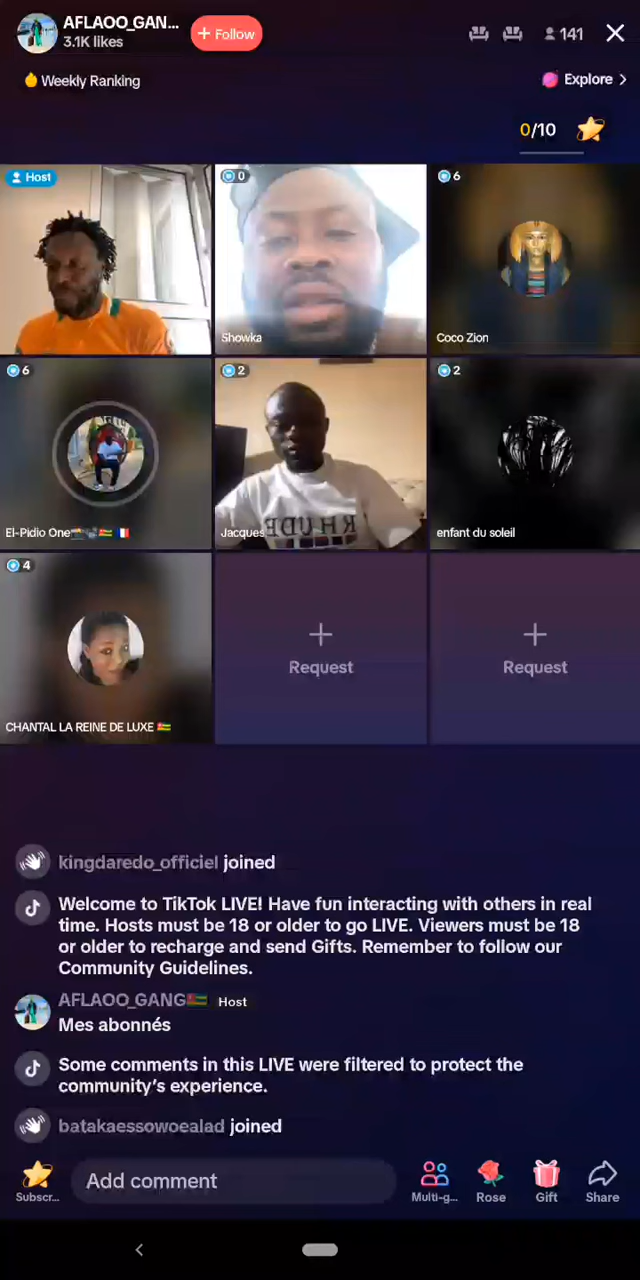 AFLAOO_GAN...
3.1K likes
+ Follow
141
Weekly Ranking
Explore >
0/10
Host
0
Showka
6
Coco Zion
6
El-Pidio One📸📹🇹🇬 🇫🇷
2
Jacques
KHUDE
2
enfant du soleil
4
CHANTAL LA REINE DE LUXE 🇹🇬
Request
Request
kingdaredo_officiel joined
Welcome to TikTok LIVE! Have fun interacting with others in real
time. Hosts must be 18 or older to go LIVE. Viewers must be 18
or older to recharge and send Gifts. Remember to follow our
Community Guidelines.
AFLAOO_GANG🇹🇬 Host
Mes abonnés
Some comments in this LIVE were filtered to protect the
community's experience.
batakaessowoealad joined
Subscr...
Add comment
Multi-g...
Rose
Gift
Share